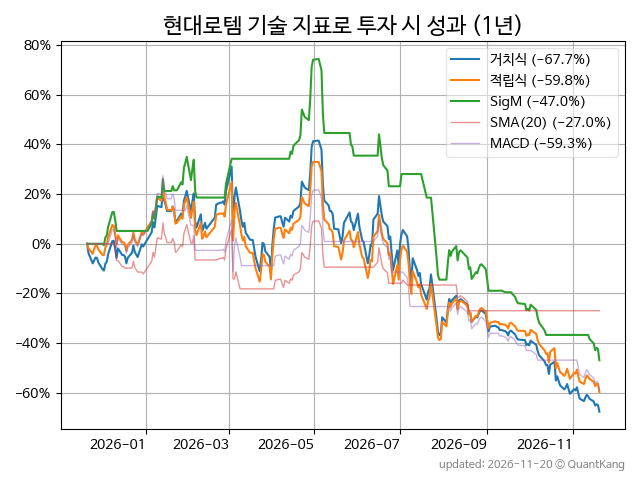 현대로템 기술 지표로 투자 시 성과 (1년)
80%
60%
40%
20%
0%
−20%
−40%
−60%
거치식 (−67.7%)
적립식 (−59.8%)
SigM (−47.0%)
SMA(20) (−27.0%)
MACD (−59.3%)
2026-01
2026-03
2026-05
2026-07
2026-09
2026-11
updated: 2026-11-20 © QuantKang